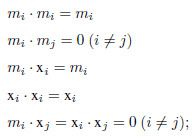 mᵢ · mᵢ = mᵢ
mᵢ · mⱼ = 0 (i ≠ j)
mᵢ · xᵢ = mᵢ
xᵢ · xᵢ = xᵢ
mᵢ · xⱼ = xᵢ · xⱼ = 0 (i ≠ j);